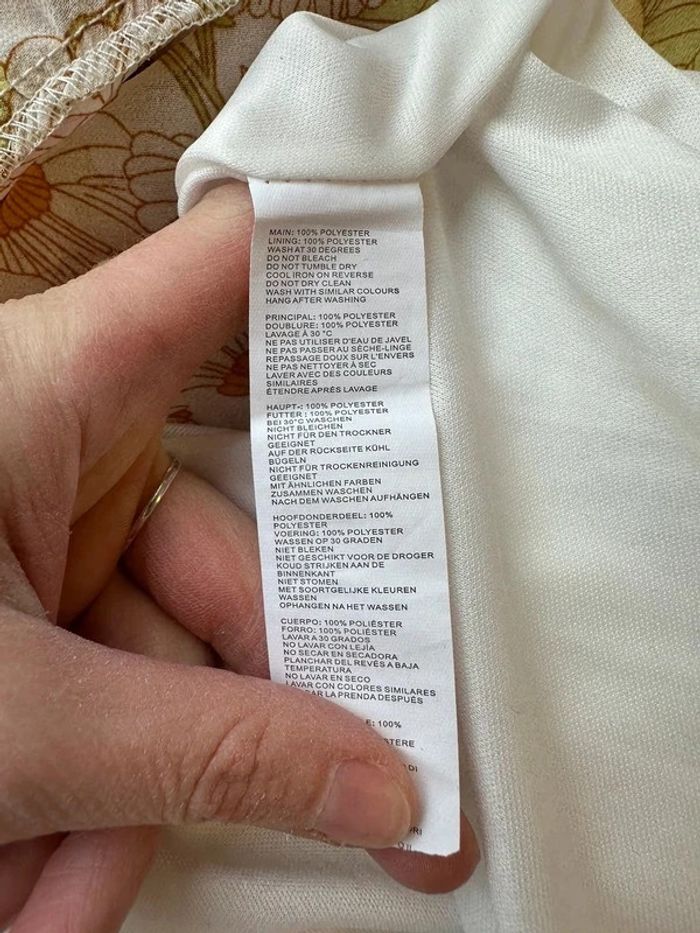 MAIN: 100% POLYESTER
LINING: 100% POLYESTER
WASH AT 30 DEGREES
DO NOT BLEACH
DO NOT TUMBLE DRY
COOL IRON ON REVERSE
DO NOT DRY CLEAN
WASH WITH SIMILAR COLOURS
HANG AFTER WASHING
PRINCIPAL: 100% POLYESTER
DOUBLURE: 100% POLYESTER
LAVAGE À 30 °C
NE PAS UTILISER D'EAU DE JAVEL
NE PAS PASSER AU SÈCHE-LINGE
REPASSAGE DOUX SUR L'ENVERS
NE PAS NETTOYER À SEC
LAVER AVEC DES COULEURS
SIMILAIRES
ÉTENDRE APRÈS LAVAGE
HAUPT-: 100% POLYESTER
FUTTER : 100% POLYESTER
BEI 30°C WASCHEN
NICHT BLEICHEN
NICHT FÜR DEN TROCKNER
GEEIGNET
AUF DER RÜCKSEITE KÜHL
BÜGELN
NICHT FÜR TROCKENREINIGUNG
GEEIGNET
MIT ÄHNLICHEN FARBEN
ZUSAMMEN WASCHEN
NACH DEM WASCHEN AUFHÄNGEN
HOOFDONDERDEEL: 100%
POLYESTER
VOERING: 100% POLYESTER
WASSEN OP 30 GRADEN
NIET BLEKEN
NIET GESCHIKT VOOR DE DROGER
KOUD STRIJKEN AAN DE
BINNENKANT
NIET STOMEN
MET SOORTGELIJKE KLEUREN
WASSEN
OPHANGEN NA HET WASSEN
CUERPO: 100% POLIÉSTER
FORRO: 100% POLIÉSTER
LAVAR A 30 GRADOS
NO LAVAR CON LEJÍA
NO SECAR EN SECADORA
PLANCHAR DEL REVÉS A BAJA
TEMPERATURA
NO LAVAR EN SECO
LAVAR CON COLORES SIMILARES
LA PRENDA DESPUÉS
100%
DI